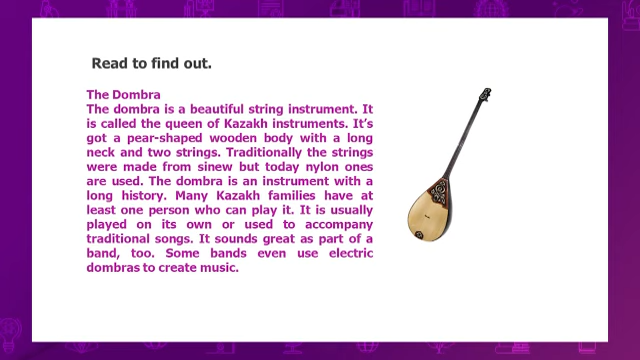 Read to find out.
The Dombra
The dombra is a beautiful string instrument. It
is called the queen of Kazakh instruments. It's
got a pear-shaped wooden body with a long
neck and two strings. Traditionally the strings
were made from sinew but today nylon ones
are used. The dombra is an instrument with a
long history. Many Kazakh families have at
least one person who can play it. It is usually
played on its own or used to accompany
traditional songs. It sounds great as part of a
band, too. Some bands even use electric
dombras to create music.